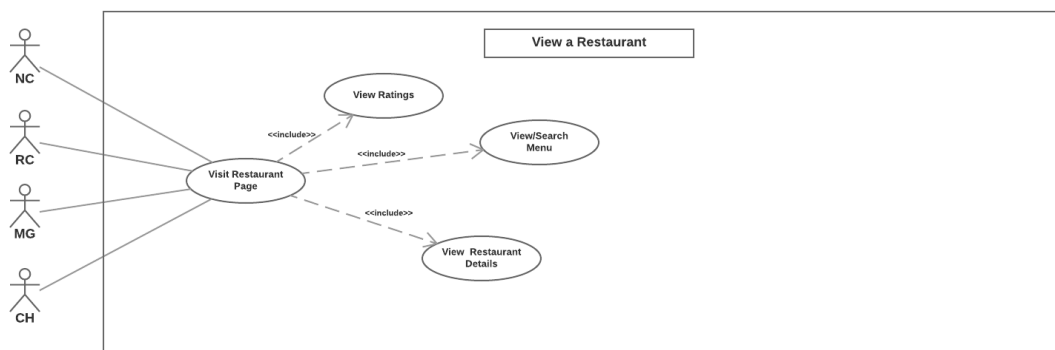 View a Restaurant
NC
View Ratings
<<include>>
View/Search
Menu
<<include>>
RC
Visit Restaurant
Page
MG
<<include>>
View Restaurant
Details
CH